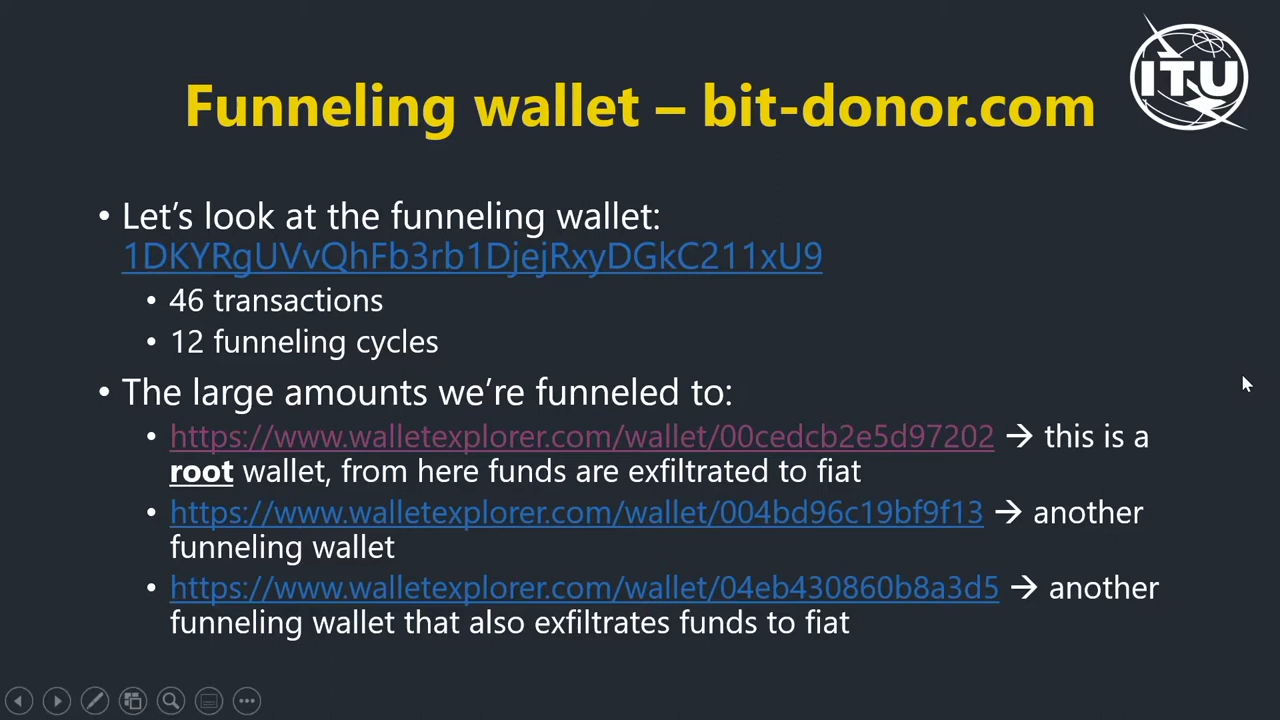 ITU
Funneling wallet – bit-donor.com
• Let’s look at the funneling wallet:
1DKYRgUVvQhFb3rb1DjejRxyDGkC211xU9
• 46 transactions
• 12 funneling cycles
• The large amounts we’re funneled to:
• https://www.walletexplorer.com/wallet/00cedcb2e5d97202 → this is a
root wallet, from here funds are exfiltrated to fiat
• https://www.walletexplorer.com/wallet/004bd96c19bf9f13 → another
funneling wallet
• https://www.walletexplorer.com/wallet/04eb430860b8a3d5 → another
funneling wallet that also exfiltrates funds to fiat